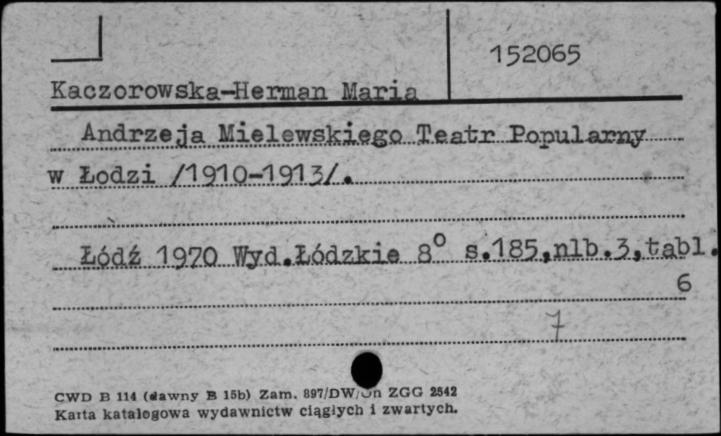 152065
Kaczorowska-Herman Maria
Andrzeja Mielewskiego Teatr Popularny
w Łodzi /1910-1913/.
Łódź 1970 Wyd.Łódzkie 8° s.185,nlb.3,tabl.
6
7
CWD B 114 (dawny B 15b) Zam. 897/DW/ ZGG 2542
Karta katalogowa wydawnictw ciągłych i zwartych.